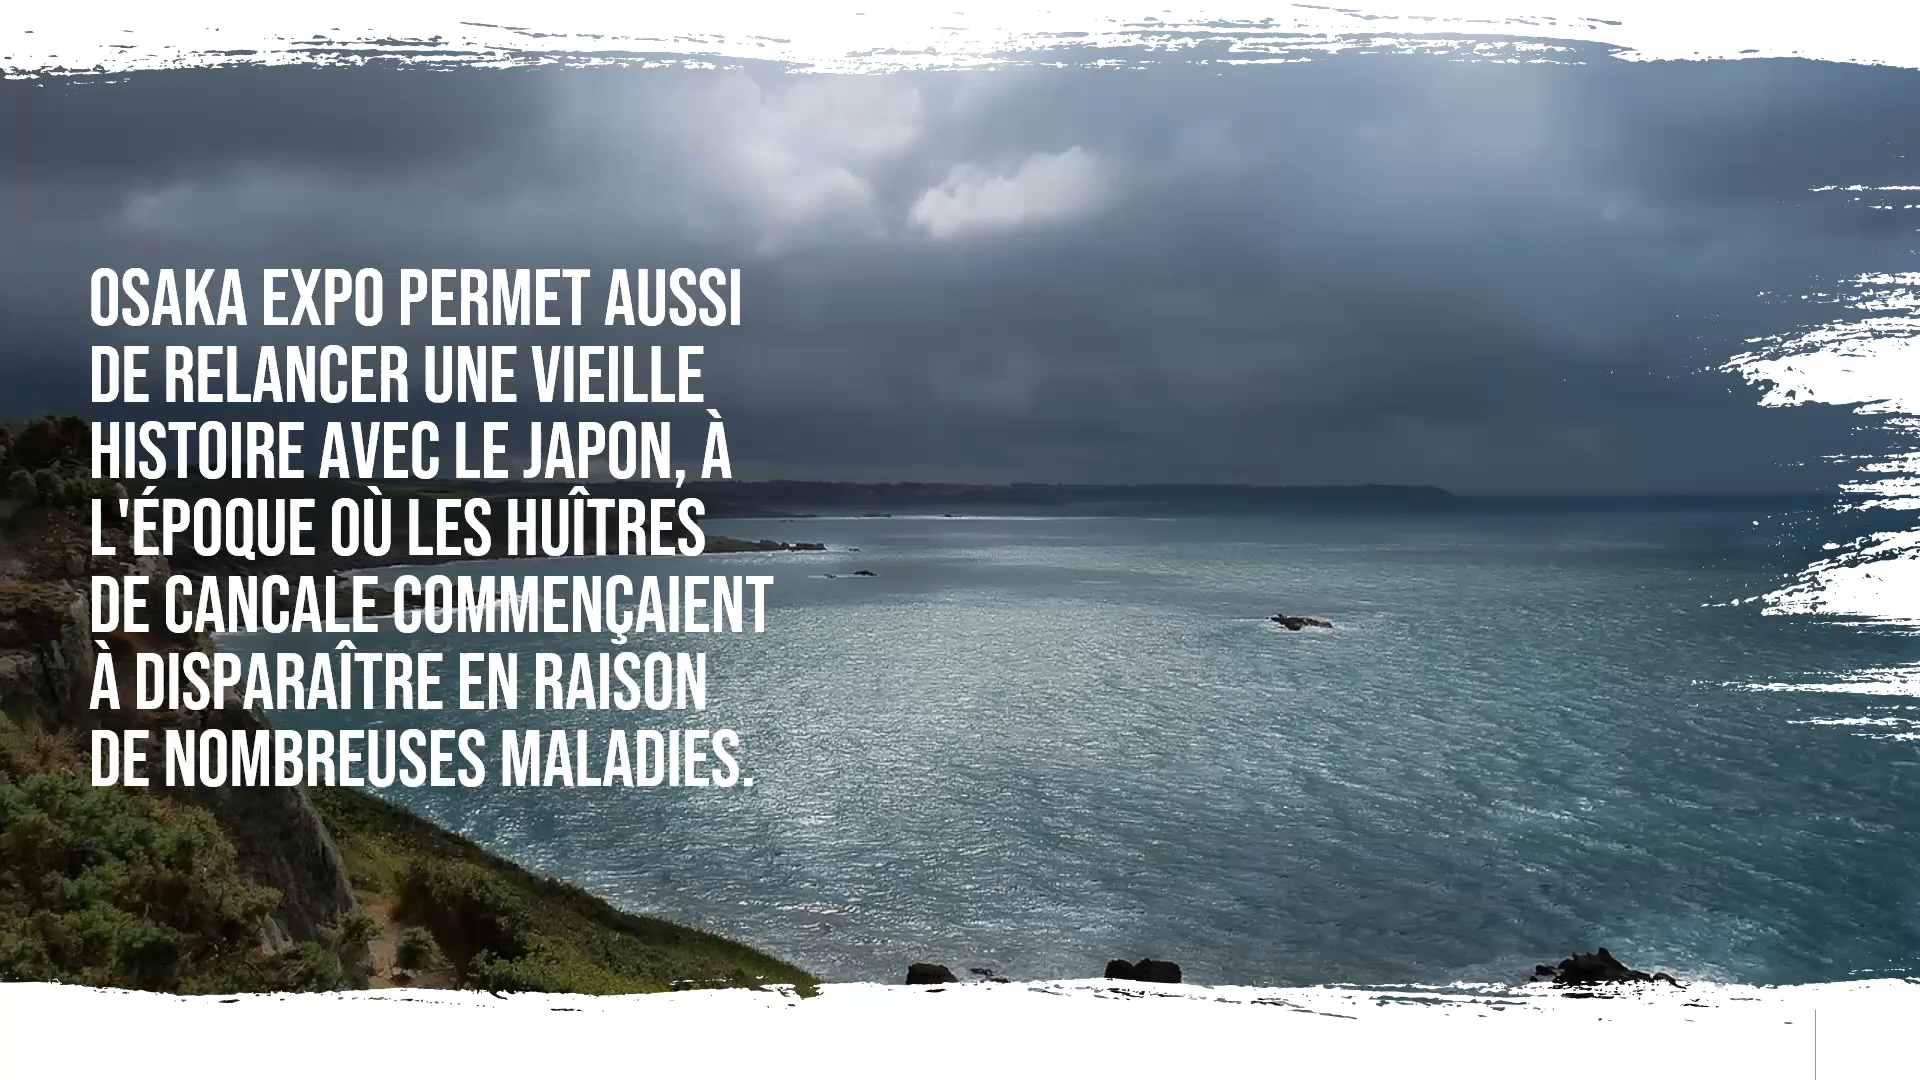 OSAKA EXPO PERMET AUSSI
DE RELANCER UNE VIEILLE
HISTOIRE AVEC LE JAPON, À
L'ÉPOQUE OÙ LES HUÎTRES
DE CANCALE COMMENÇAIENT
À DISPARAÎTRE EN RAISON
DE NOMBREUSES MALADIES.